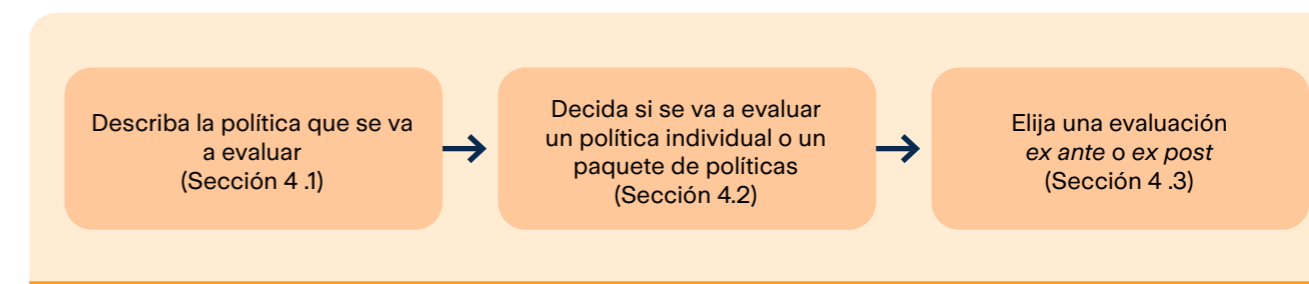 Describa la política que se va
a evaluar
(Sección 4 .1)
Decida si se va a evaluar
un política individual o un
paquete de políticas
(Sección 4.2)
Elija una evaluación
ex ante o ex post
(Sección 4 .3)